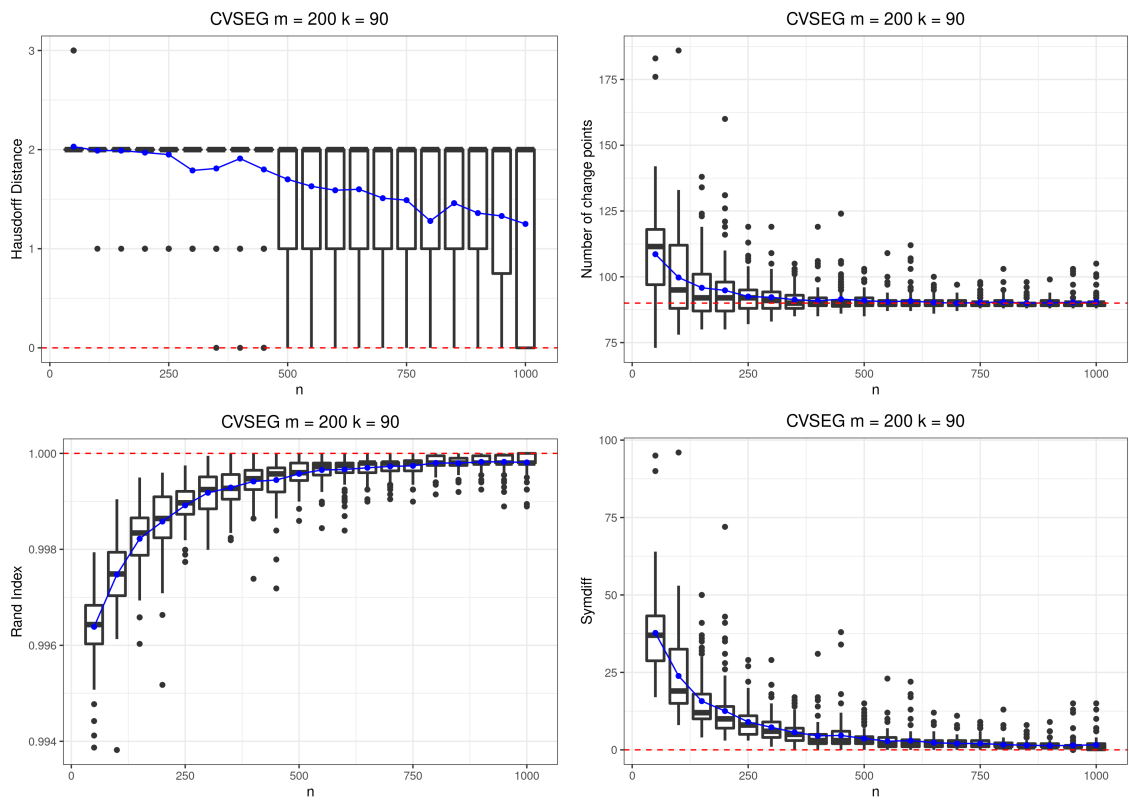 CVSEG m = 200 k = 90
Hausdorff Distance
3
2
1
0
0 250 500 750 1000
n
CVSEG m = 200 k = 90
Number of change points
175
150
125
100
75
0 250 500 750 1000
n
CVSEG m = 200 k = 90
Rand Index
1.000
0.998
0.996
0.994
0 250 500 750 1000
n
CVSEG m = 200 k = 90
Symdiff
100
75
50
25
0
0 250 500 750 1000
n